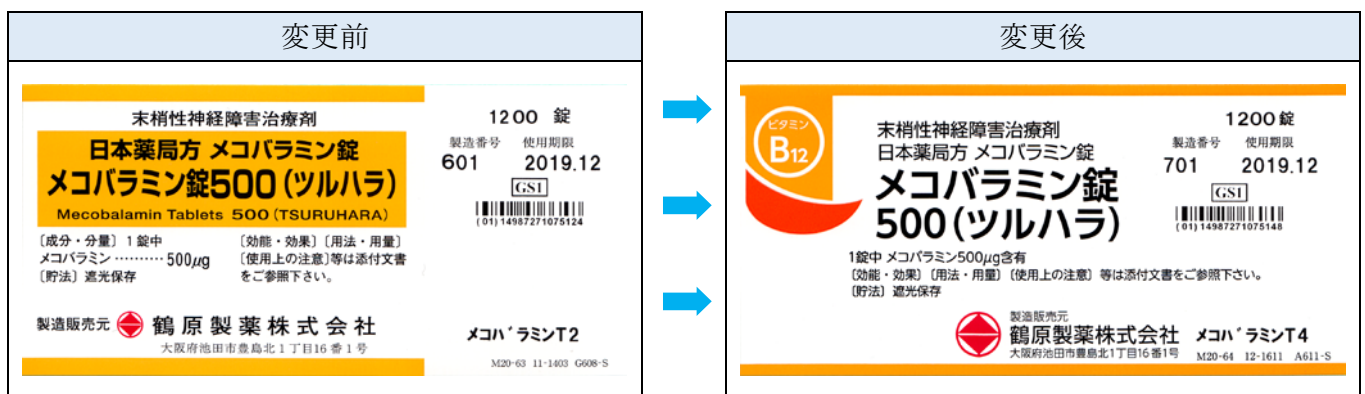 変更前
末梢性神経障害治療剤
日本薬局方 メコバラミン錠
メコバラミン錠500(ツルハラ)
Mecobalamin Tablets 500(TSURUHARA)
〔成分・分量〕1錠中
メコバラミン ‥‥‥‥ 500μg
〔貯法〕遮光保存
〔効能・効果〕〔用法・用量〕
〔使用上の注意〕等は添付文書
をご参照下さい。
製造販売元 鶴原製薬株式会社
大阪府池田市豊島北1丁目16番1号
1200 錠
製造番号 使用期限
601 2019.12
GS1
(01)14987271075124
メコバラミンT2
M20-63 11-1403 G608-S
変更後
ビタミン
B12
末梢性神経障害治療剤
日本薬局方 メコバラミン錠
メコバラミン錠
500(ツルハラ)
1錠中 メコバラミン500μg含有
〔効能・効果〕〔用法・用量〕〔使用上の注意〕等は添付文書をご参照下さい。
〔貯法〕遮光保存
製造販売元
鶴原製薬株式会社
大阪府池田市豊島北1丁目16番1号
1200錠
製造番号 使用期限
701 2019.12
GS1
(01)14987271075148
メコバラミンT4
M20-64 12-1611 A611-S